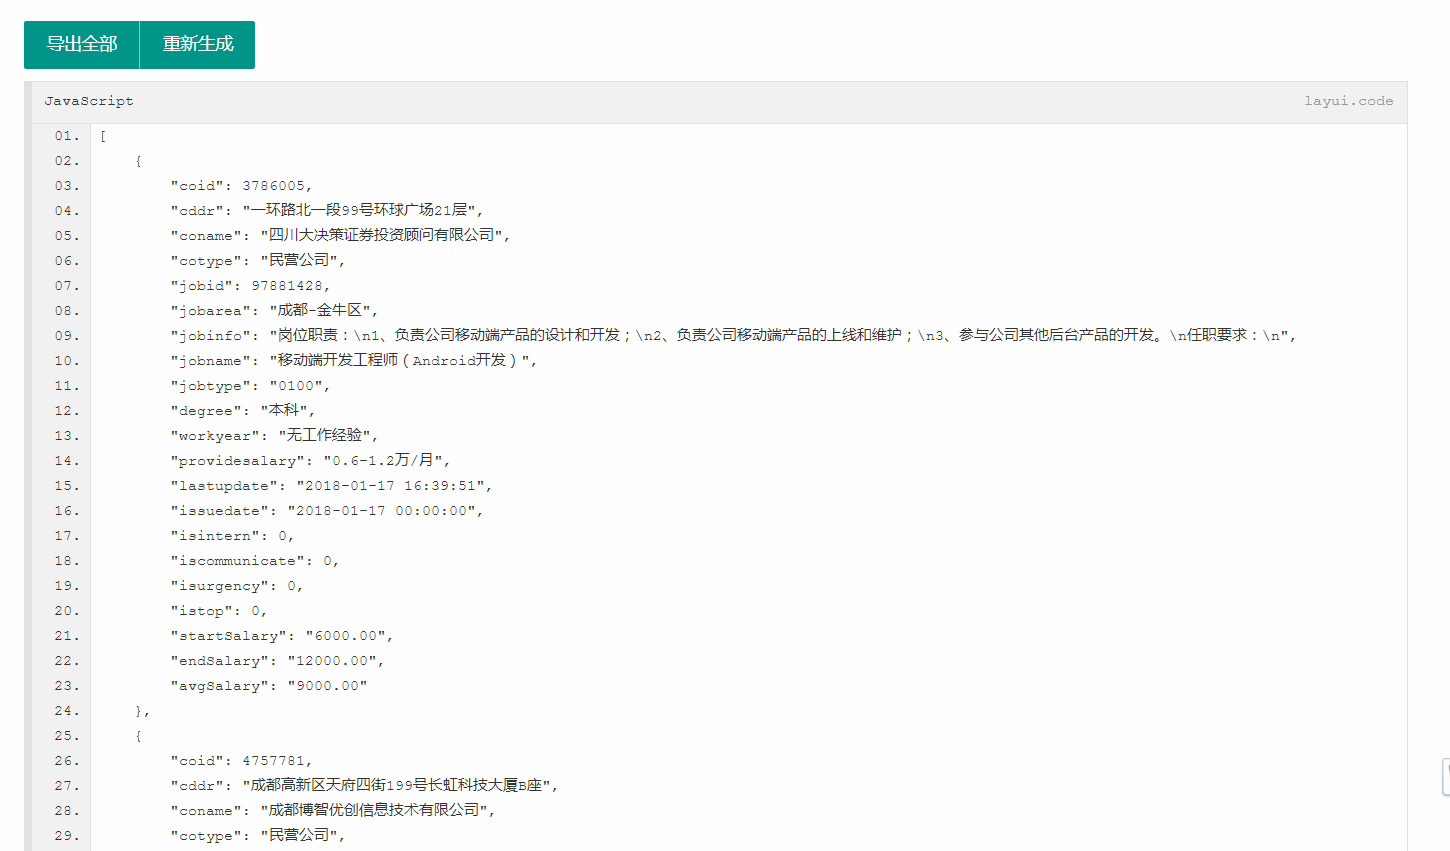 导出全部 重新生成
JavaScript layui.code
01. [
02. {
03. "coid": 3786005,
04. "cddr": "一环路北一段99号环球广场21层",
05. "coname": "四川大决策证券投资顾问有限公司",
06. "cotype": "民营公司",
07. "jobid": 97881428,
08. "jobarea": "成都-金牛区",
09. "jobinfo": "岗位职责：\n1、负责公司移动端产品的设计和开发；\n2、负责公司移动端产品的上线和维护；\n3、参与公司其他后台产品的开发。\n任职要求：\n",
10. "jobname": "移动端开发工程师（Android开发）",
11. "jobtype": "0100",
12. "degree": "本科",
13. "workyear": "无工作经验",
14. "providesalary": "0.6-1.2万/月",
15. "lastupdate": "2018-01-17 16:39:51",
16. "issuedate": "2018-01-17 00:00:00",
17. "isintern": 0,
18. "iscommunicate": 0,
19. "isurgency": 0,
20. "istop": 0,
21. "startSalary": "6000.00",
22. "endSalary": "12000.00",
23. "avgSalary": "9000.00"
24. },
25. {
26. "coid": 4757781,
27. "cddr": "成都高新区天府四街199号长虹科技大厦B座",
28. "coname": "成都博智优创信息技术有限公司",
29. "cotype": "民营公司",